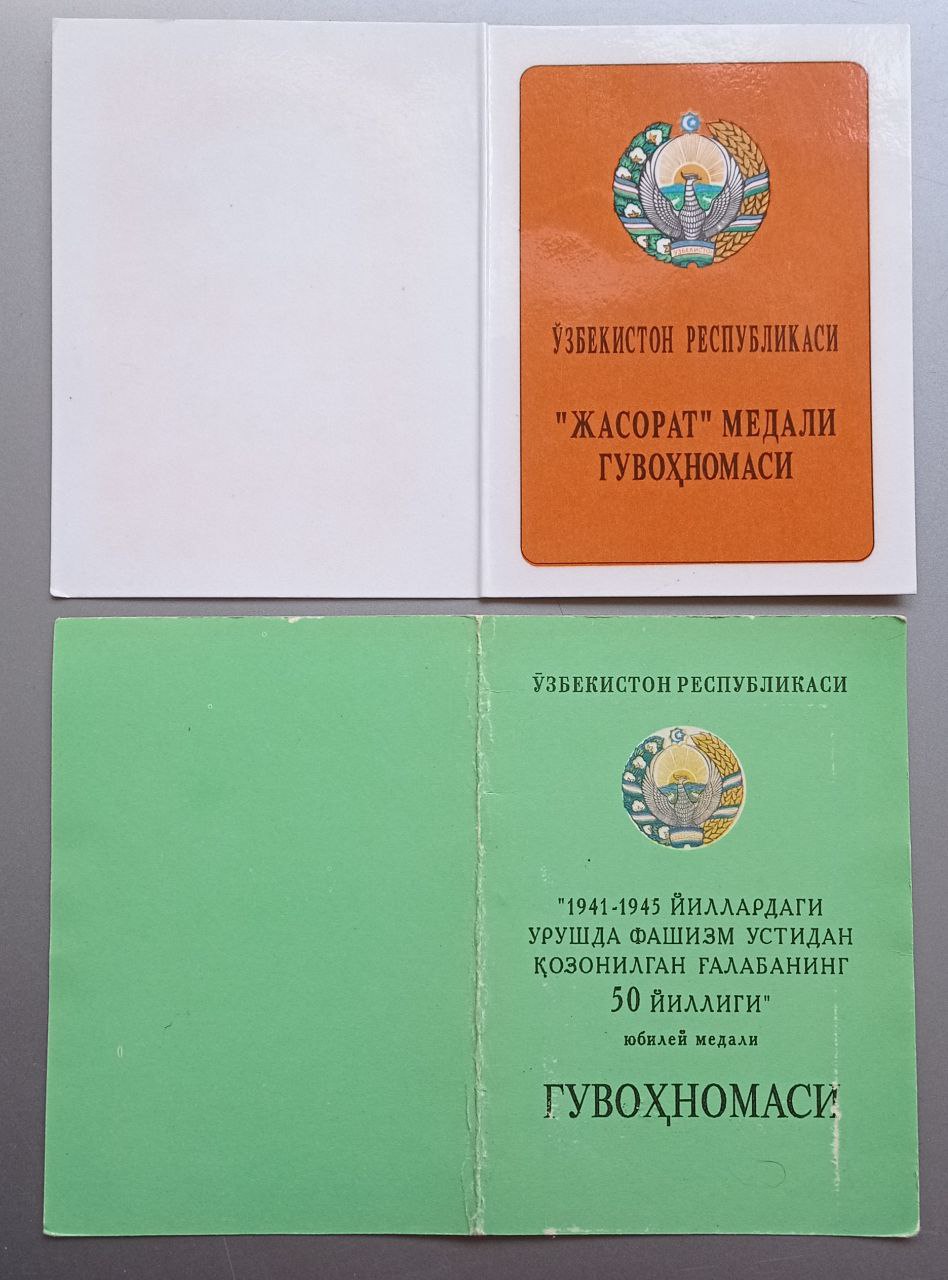 ЎЗБЕКИСТОН РЕСПУБЛИКАСИ
"ЖАСОРАТ" МЕДАЛИ
ГУВОҲНОМАСИ
ЎЗБЕКИСТОН РЕСПУБЛИКАСИ
"1941-1945 ЙИЛЛАРДАГИ
УРУШДА ФАШИЗМ УСТИДАН
ҚОЗОНИЛГАН ҒАЛАБАНИНГ
50 ЙИЛЛИГИ"
юбилей медали
ГУВОҲНОМАСИ